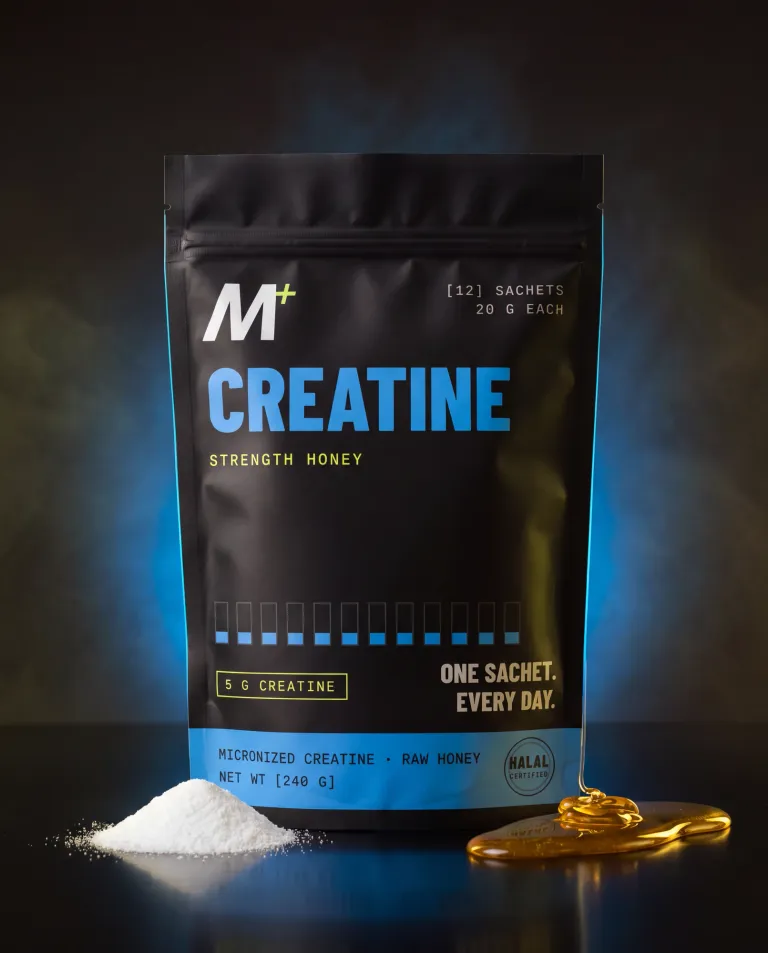 M+
[12] SACHETS
20 G EACH
CREATINE
STRENGTH HONEY
5 G CREATINE
ONE SACHET.
EVERY DAY.
MICRONIZED CREATINE · RAW HONEY
NET WT [240 G]
HALAL
CERTIFIED